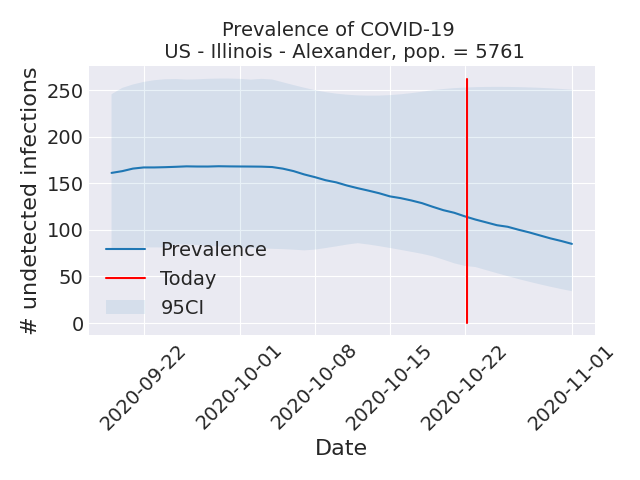 Prevalence of COVID-19
US - Illinois - Alexander, pop. = 5761
# undetected infections
250
200
150
100
50
0
Prevalence
Today
95CI
2020-09-22
2020-10-01
2020-10-08
2020-10-15
2020-10-22
2020-11-01
Date